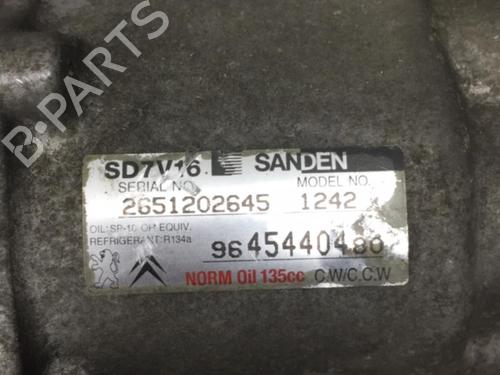 B-PARTS
SD7V16 SANDEN
SERIAL NO. MODEL NO.
2651202645 1242
OIL: SP-10 OR EQUIV.
REFRIGERANT: R134a
9645440480
NORM Oil 135cc C.W/C.C.W